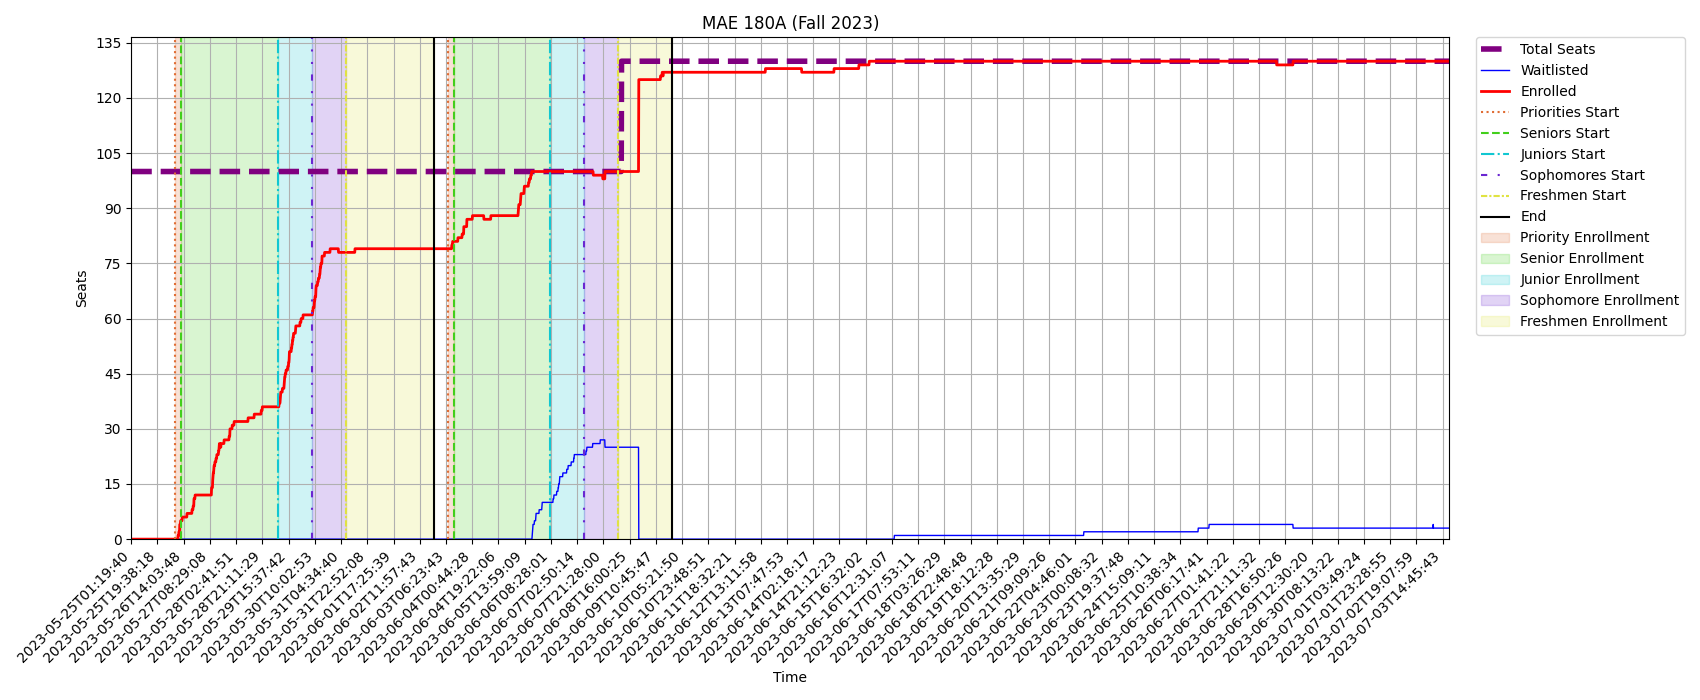 MAE 180A (Fall 2023)
Seats
135
120
105
90
75
60
45
30
15
0
2023-05-25T01:19:40
2023-05-25T19:38:18
2023-05-26T14:03:48
2023-05-27T08:29:08
2023-05-28T02:41:51
2023-05-28T21:11:29
2023-05-29T15:37:42
2023-05-30T10:02:53
2023-05-31T04:34:40
2023-05-31T22:52:08
2023-06-01T17:25:39
2023-06-02T11:57:43
2023-06-03T06:23:43
2023-06-04T00:44:28
2023-06-04T19:22:06
2023-06-05T13:59:09
2023-06-06T08:28:01
2023-06-07T02:50:14
2023-06-07T21:28:00
2023-06-08T16:00:25
2023-06-09T10:45:47
2023-06-10T05:21:50
2023-06-10T23:48:51
2023-06-11T18:32:21
2023-06-12T13:11:58
2023-06-13T07:47:53
2023-06-14T02:18:17
2023-06-14T21:12:23
2023-06-15T16:32:02
2023-06-16T12:31:07
2023-06-17T07:53:11
2023-06-18T03:26:29
2023-06-18T22:48:48
2023-06-19T18:12:28
2023-06-20T13:35:29
2023-06-21T09:09:26
2023-06-22T04:46:01
2023-06-23T00:08:32
2023-06-23T19:37:48
2023-06-24T15:09:11
2023-06-25T10:38:34
2023-06-26T06:17:41
2023-06-27T01:41:22
2023-06-27T21:11:32
2023-06-28T16:50:26
2023-06-29T12:30:20
2023-06-30T08:13:22
2023-07-01T03:49:24
2023-07-01T23:28:55
2023-07-02T19:07:59
2023-07-03T14:45:43
Time
Total Seats
Waitlisted
Enrolled
Priorities Start
Seniors Start
Juniors Start
Sophomores Start
Freshmen Start
End
Priority Enrollment
Senior Enrollment
Junior Enrollment
Sophomore Enrollment
Freshmen Enrollment